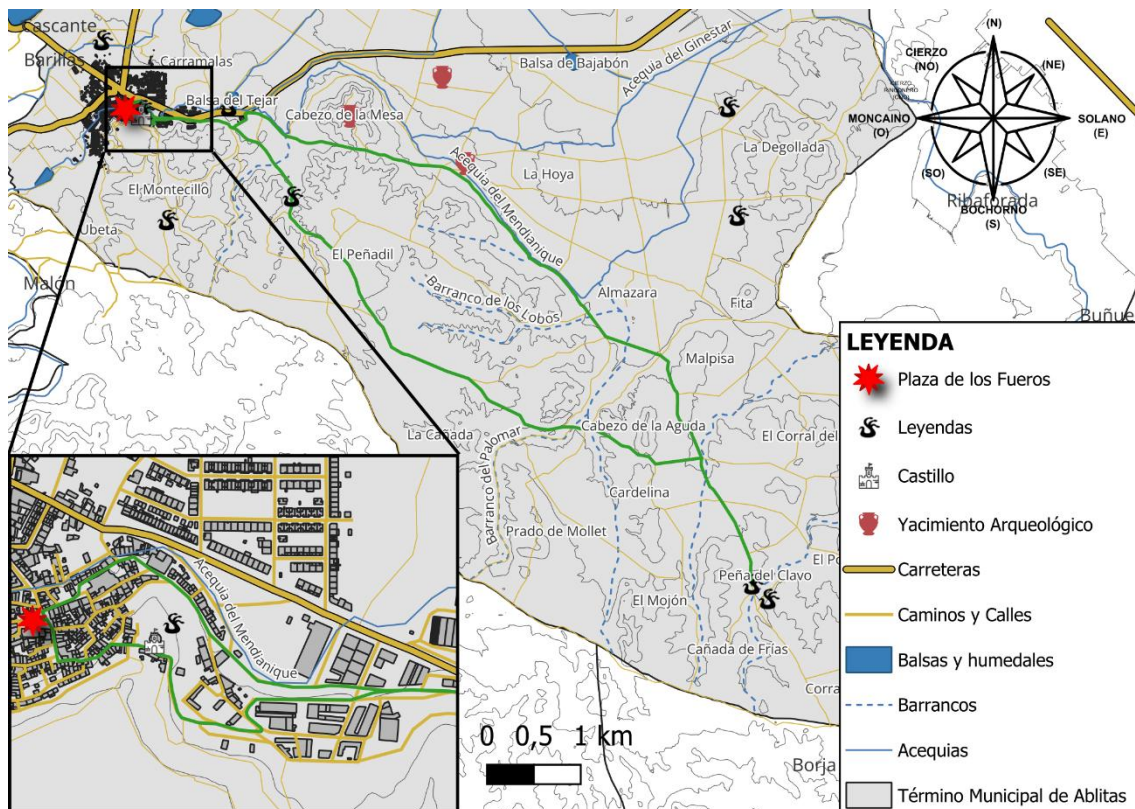 Cascante
Barillas
Carramalas
Balsa del Tejar
Cabezo de la Mesa
Balsa de Bajabón
Acequia del Ginestar
La Degollada
La Hoya
Acequia del Mendianique
El Montecillo
Ubeta
Malón
El Peñadil
Barranco de los Lobos
Almazara
Fita
Malpisa
La Cañada
Barranco del Palomar
Cabezo de la Aguda
El Corral del
Cardelina
Prado de Mollet
Peña del Clavo
El Po
El Mojón
Cañada de Frías
Corra
Borja
Ribaforada
Buñue
(N)
CIERZO
(NO)
(NE)
MONCAINO
(O)
SOLANO
(E)
(SO)
(SE)
BOCHORNO
(S)
Acequia del Mendianique
0 0,5 1 km
LEYENDA
Plaza de los Fueros
Leyendas
Castillo
Yacimiento Arqueológico
Carreteras
Caminos y Calles
Balsas y humedales
Barrancos
Acequias
Término Municipal de Ablitas